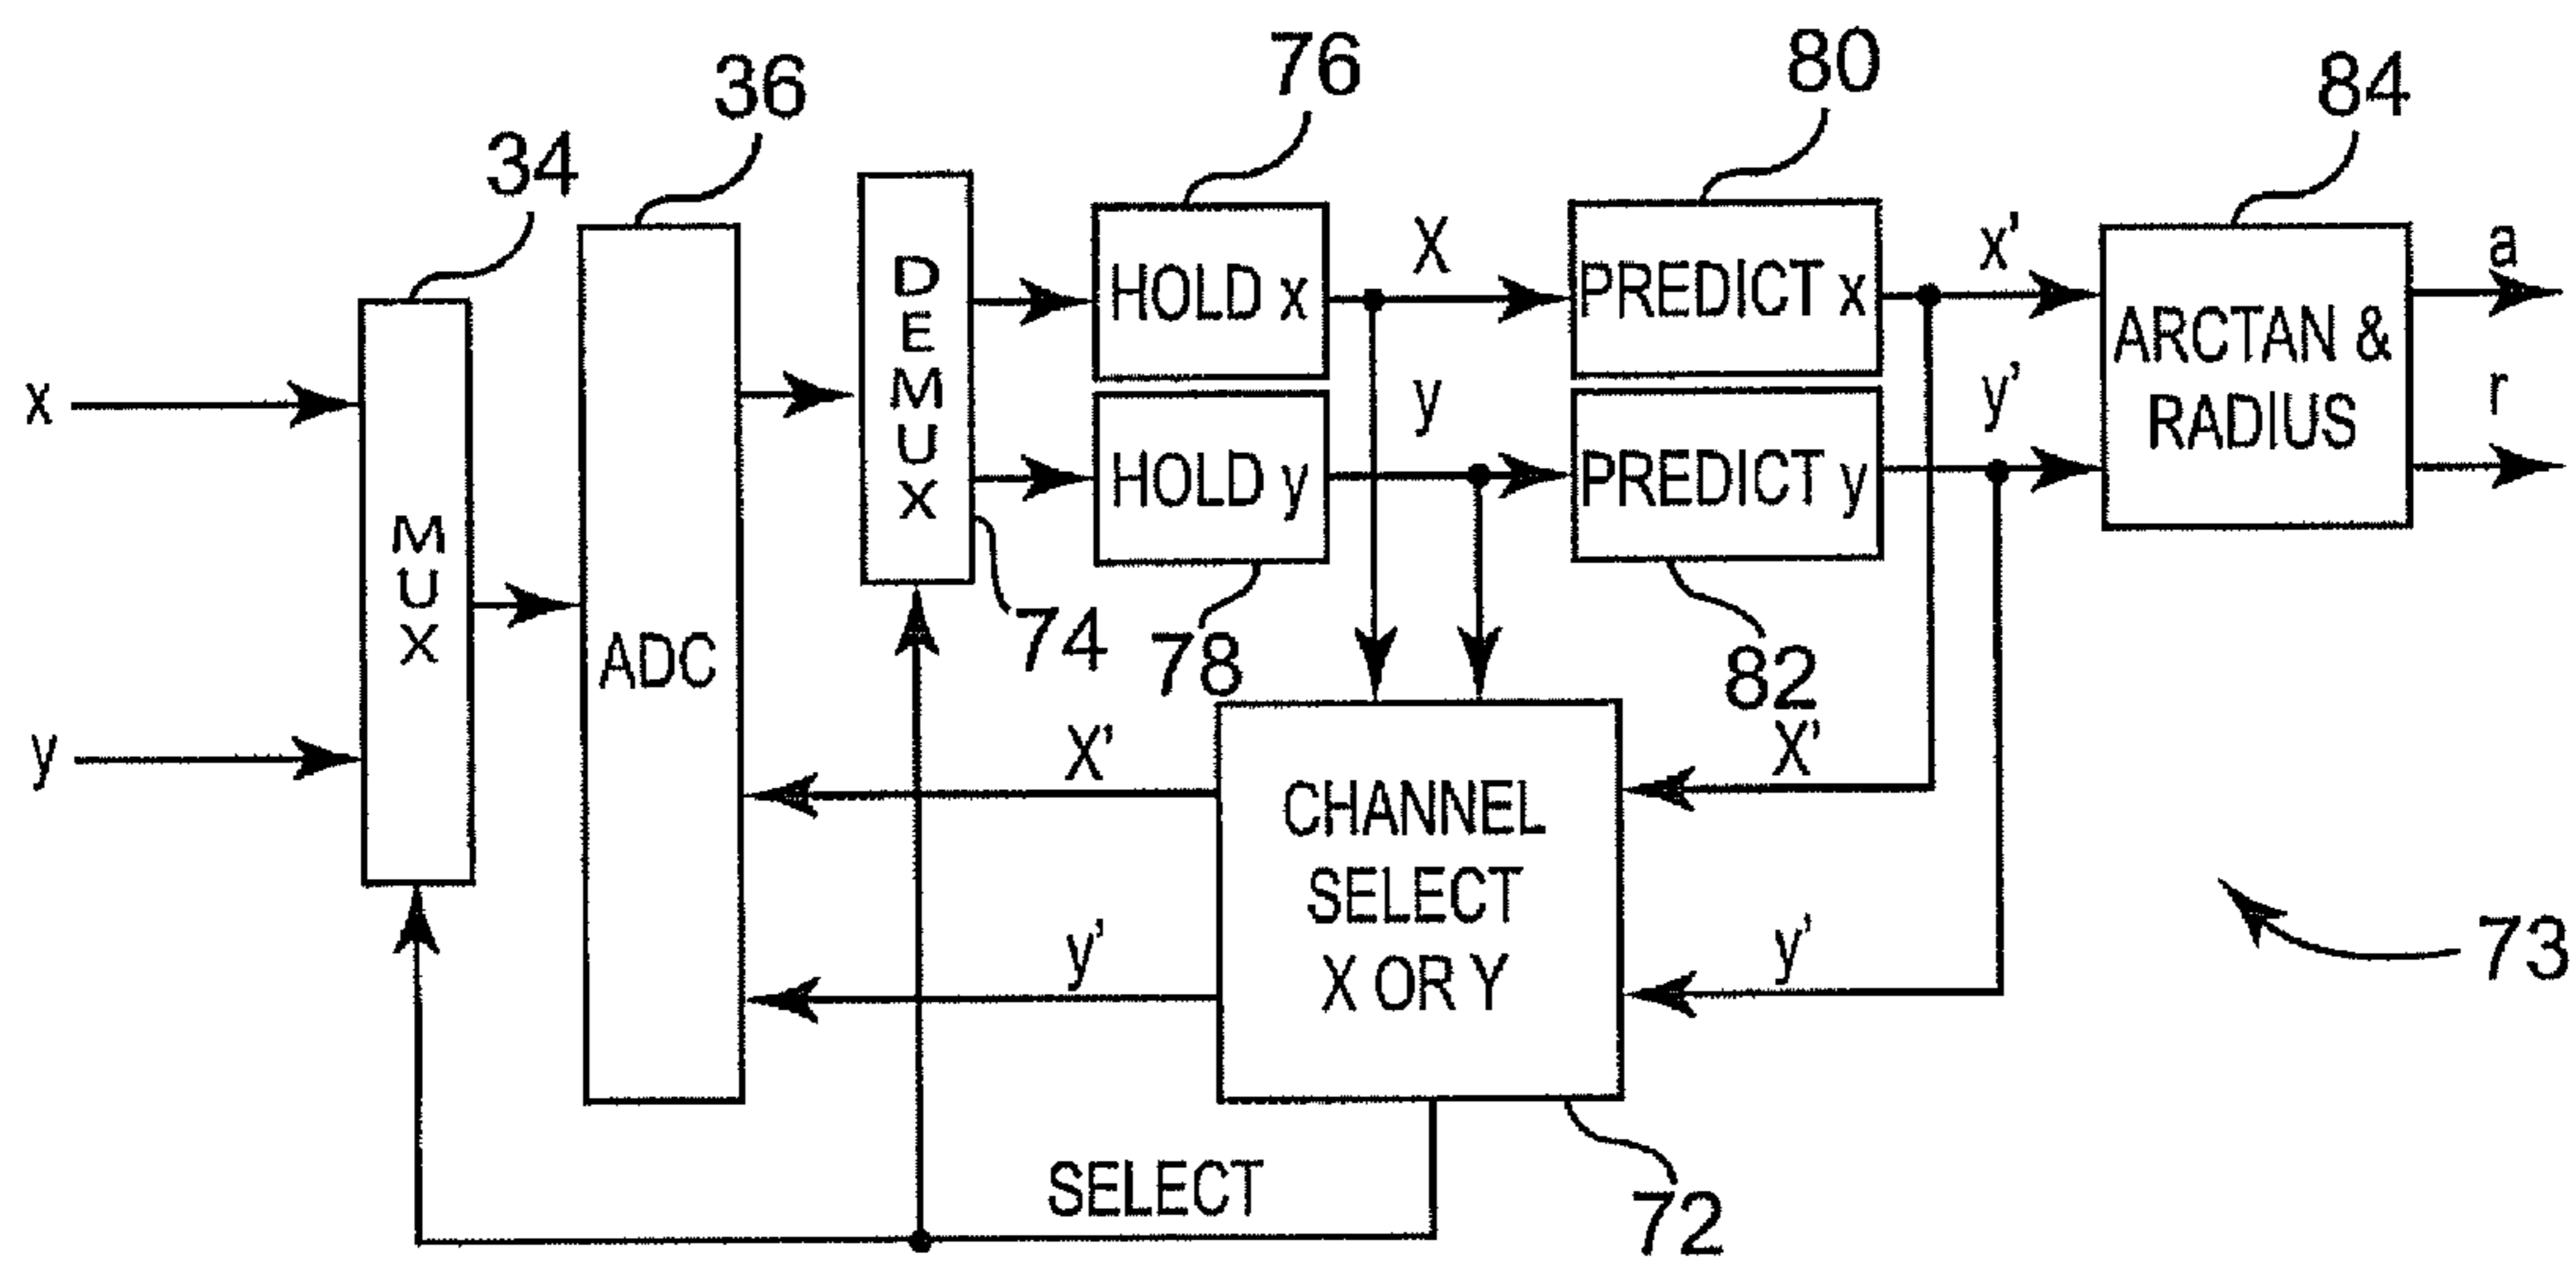 76
80
84
36
34
x
y
M
U
X
ADC
D
E
M
U
X
HOLD x
HOLD y
X
y
PREDICT x
PREDICT y
x'
y'
ARCTAN &
RADIUS
a
r
74
78
82
X'
y'
CHANNEL
SELECT
X OR Y
X'
y'
73
SELECT
72